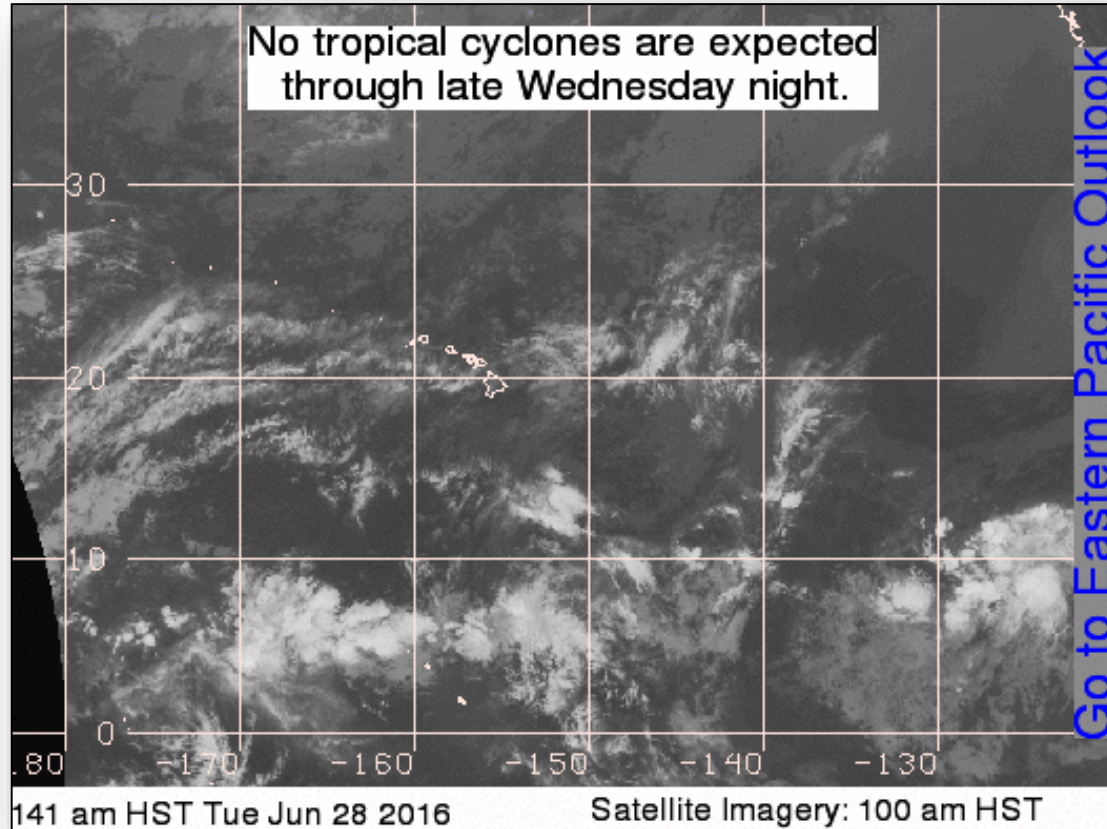 No tropical cyclones are expected
through late Wednesday night.
Go to Eastern Pacific Outlook
30
20
10
0
.80 -170 -160 -150 -140 -130
141 am HST Tue Jun 28 2016 Satellite Imagery: 100 am HST